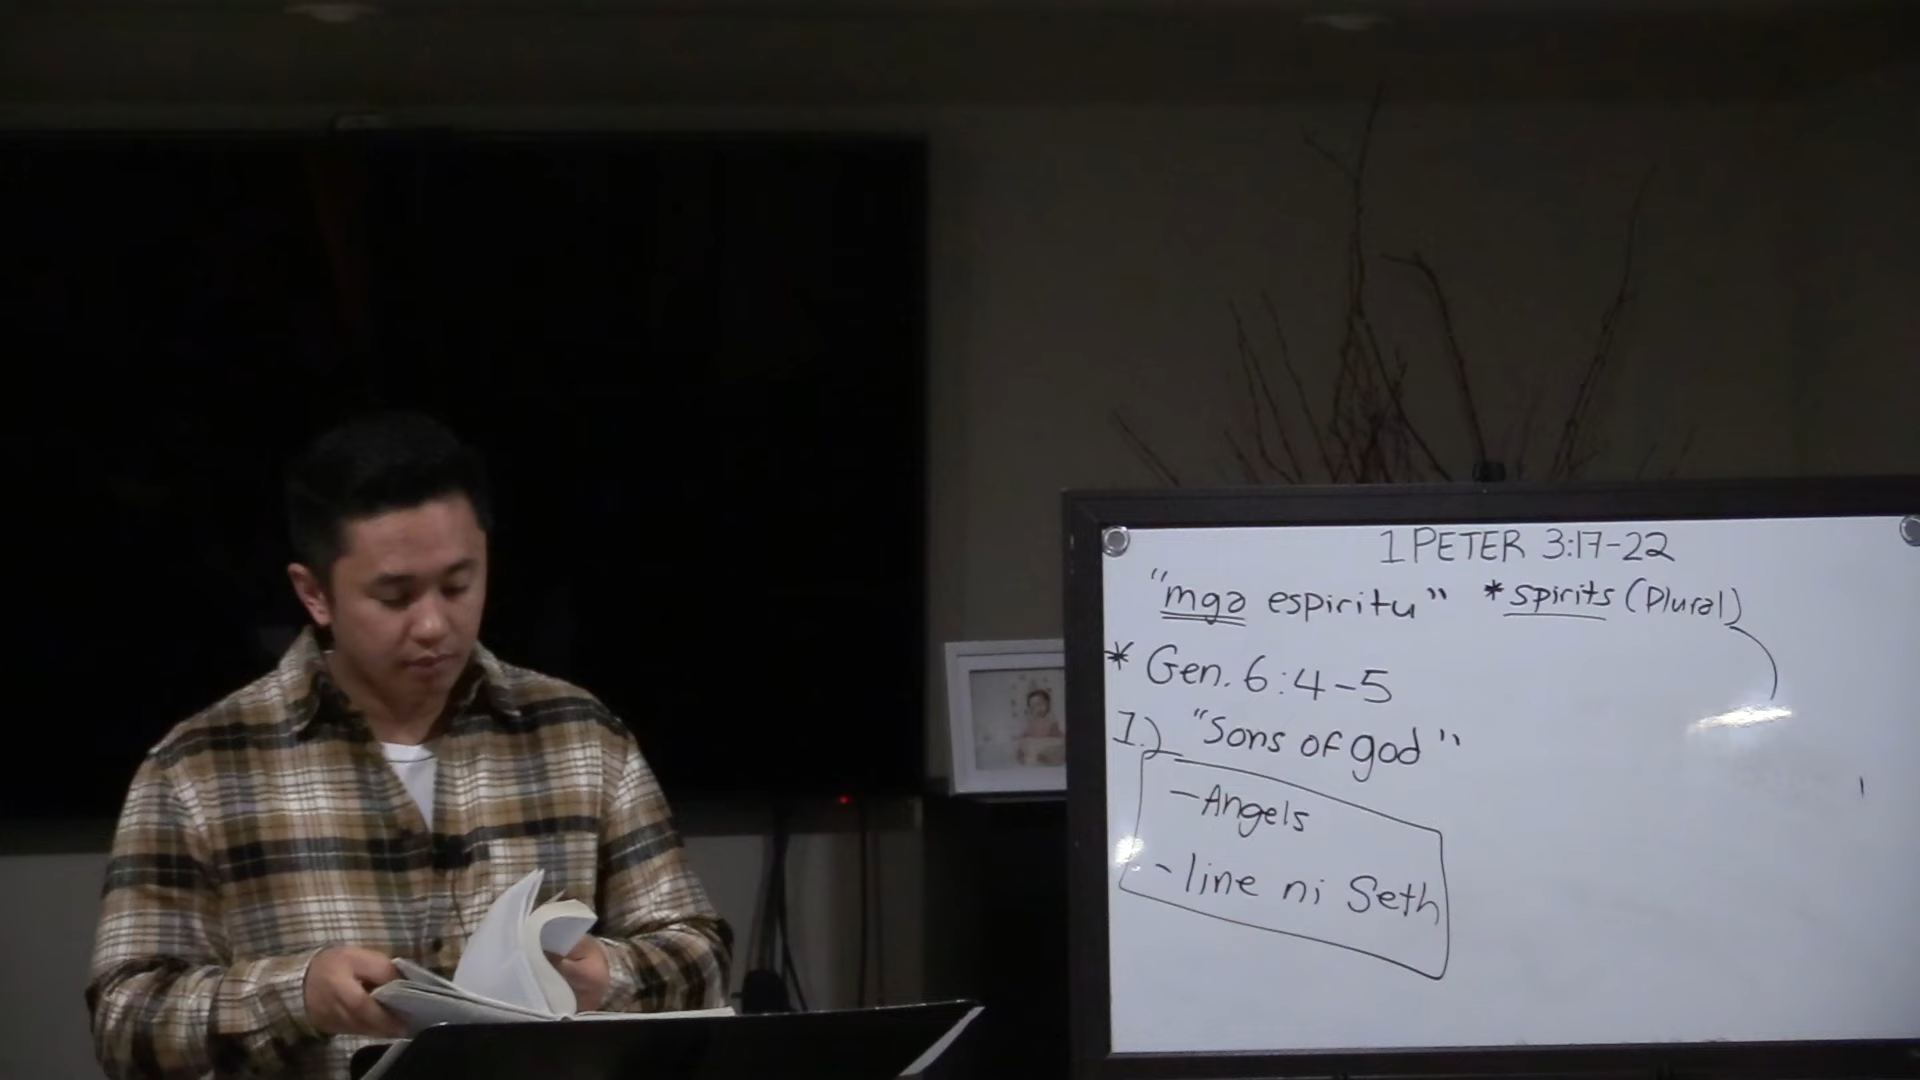 1 PETER 3:17-22
"mga espiritu" * spirits (Plural)
* Gen. 6:4-5
1.) "Sons of god"
- Angels
- line ni Seth